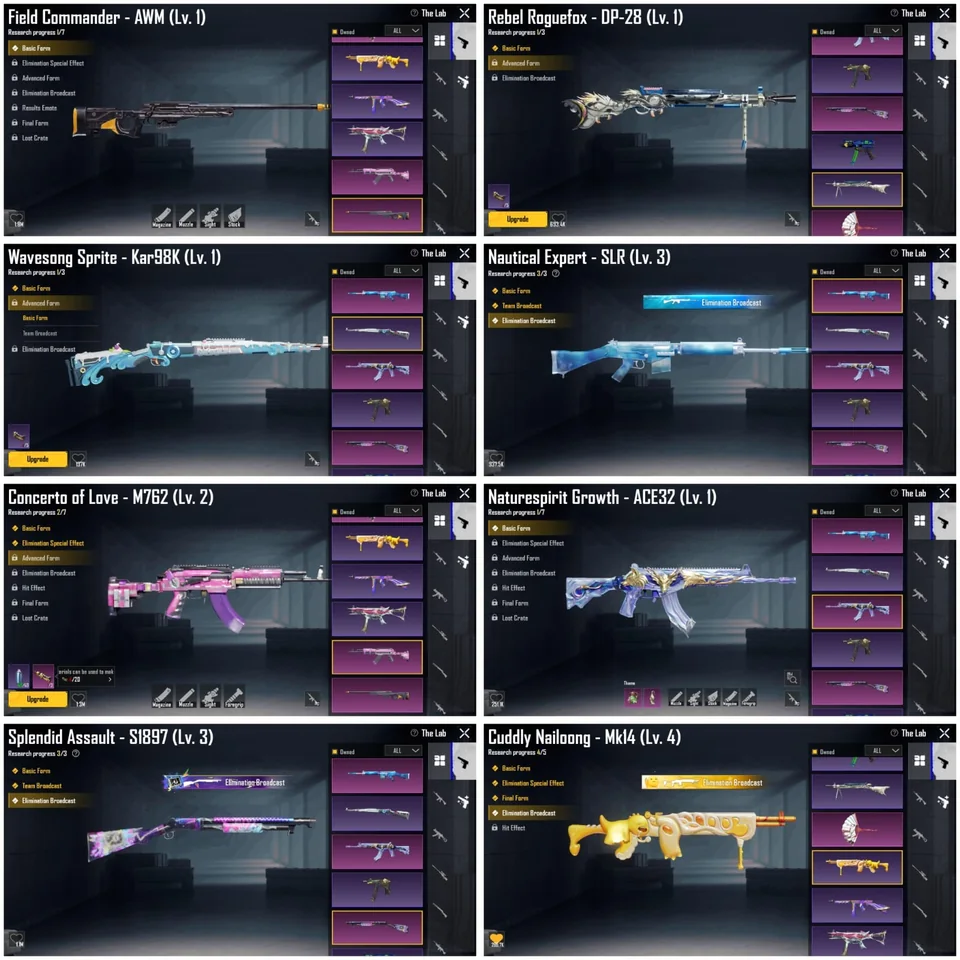 Field Commander - AWM (Lv. 1)
The Lab
Research progress 1/7
Basic Form
Elimination Special Effect
Advanced Form
Elimination Broadcast
Results Emote
Final Form
Loot Crate
Owned
ALL
Magazine
Muzzle
Sight
Stock
Rebel Roguefox - DP-28 (Lv. 1)
The Lab
Research progress 1/3
Basic Form
Advanced Form
Elimination Broadcast
Owned
ALL
Upgrade
Wavesong Sprite - Kar98K (Lv. 1)
The Lab
Research progress 1/3
Basic Form
Advanced Form
Basic Form
Team Broadcast
Elimination Broadcast
Owned
ALL
Upgrade
Nautical Expert - SLR (Lv. 3)
The Lab
Research progress 3/3
Basic Form
Team Broadcast
Elimination Broadcast
Elimination Broadcast
Owned
ALL
Concerto of Love - M762 (Lv. 2)
The Lab
Research progress 2/7
Basic Form
Elimination Special Effect
Advanced Form
Elimination Broadcast
Hit Effect
Final Form
Loot Crate
Owned
ALL
Upgrade
Magazine
Muzzle
Sight
Foregrip
Naturespirit Growth - ACE32 (Lv. 1)
The Lab
Research progress 1/7
Basic Form
Elimination Special Effect
Advanced Form
Elimination Broadcast
Hit Effect
Final Form
Loot Crate
Owned
ALL
Theme
Muzzle
Sight
Stock
Magazine
Foregrip
Splendid Assault - S1897 (Lv. 3)
The Lab
Research progress 3/3
Basic Form
Team Broadcast
Elimination Broadcast
Elimination Broadcast
Owned
ALL
Cuddly Nailoong - Mk14 (Lv. 4)
The Lab
Research progress 4/5
Basic Form
Elimination Special Effect
Final Form
Elimination Broadcast
Hit Effect
Elimination Broadcast
Owned
ALL